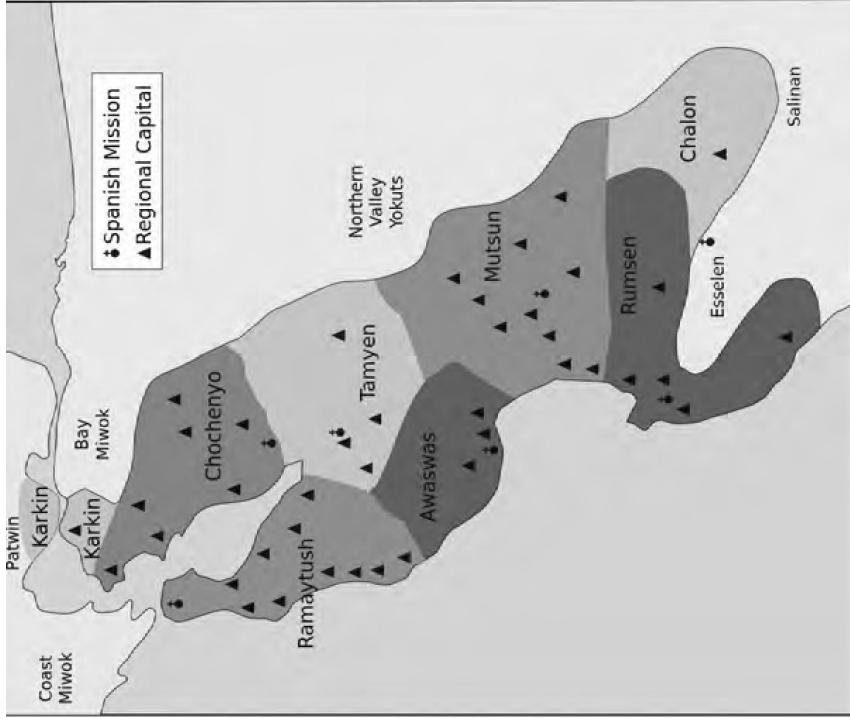 Spanish Mission
Regional Capital
Patwin
Karkin
Karkin
Coast
Miwok
Bay
Miwok
Chochenyo
Ramaytush
Tamyen
Northern
Valley
Yokuts
Awaswas
Mutsun
Rumsen
Esselen
Chalon
Salinan